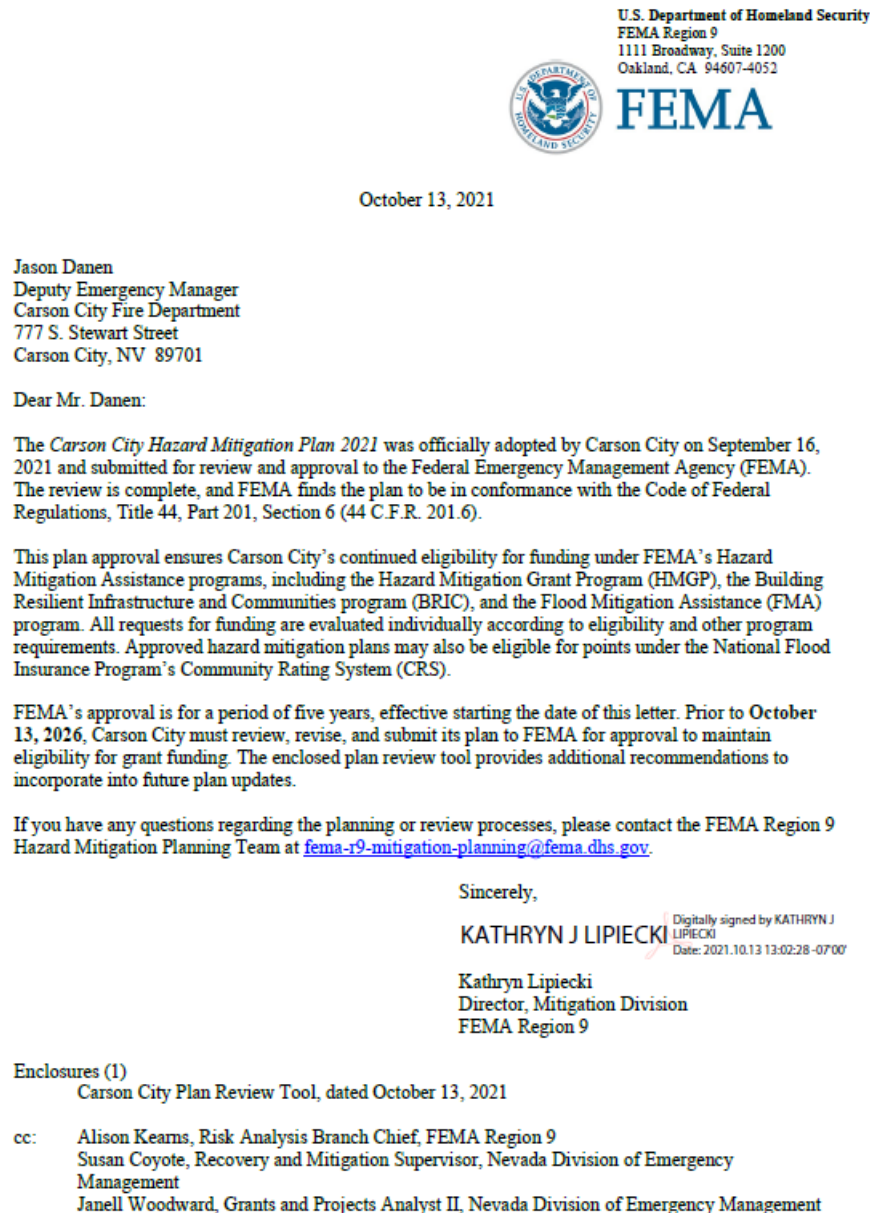 U.S. Department of Homeland Security
FEMA Region 9
1111 Broadway, Suite 1200
Oakland, CA  94607-4052
U.S. DEPARTMENT OF HOMELAND SECURITY
FEMA
October 13, 2021
Jason Danen
Deputy Emergency Manager
Carson City Fire Department
777 S. Stewart Street
Carson City, NV  89701
Dear Mr. Danen:
The Carson City Hazard Mitigation Plan 2021 was officially adopted by Carson City on September 16,
2021 and submitted for review and approval to the Federal Emergency Management Agency (FEMA).
The review is complete, and FEMA finds the plan to be in conformance with the Code of Federal
Regulations, Title 44, Part 201, Section 6 (44 C.F.R. 201.6).
This plan approval ensures Carson City's continued eligibility for funding under FEMA's Hazard
Mitigation Assistance programs, including the Hazard Mitigation Grant Program (HMGP), the Building
Resilient Infrastructure and Communities program (BRIC), and the Flood Mitigation Assistance (FMA)
program. All requests for funding are evaluated individually according to eligibility and other program
requirements. Approved hazard mitigation plans may also be eligible for points under the National Flood
Insurance Program's Community Rating System (CRS).
FEMA's approval is for a period of five years, effective starting the date of this letter. Prior to October
13, 2026, Carson City must review, revise, and submit its plan to FEMA for approval to maintain
eligibility for grant funding. The enclosed plan review tool provides additional recommendations to
incorporate into future plan updates.
If you have any questions regarding the planning or review processes, please contact the FEMA Region 9
Hazard Mitigation Planning Team at fema-r9-mitigation-planning@fema.dhs.gov.
Sincerely,
KATHRYN J LIPIECKI
Digitally signed by KATHRYN J
LIPIECKI
Date: 2021.10.13 13:02:28 -07'00'
Kathryn Lipiecki
Director, Mitigation Division
FEMA Region 9
Enclosures (1)
Carson City Plan Review Tool, dated October 13, 2021
cc: Alison Kearns, Risk Analysis Branch Chief, FEMA Region 9
Susan Coyote, Recovery and Mitigation Supervisor, Nevada Division of Emergency
Management
Janell Woodward, Grants and Projects Analyst II, Nevada Division of Emergency Management